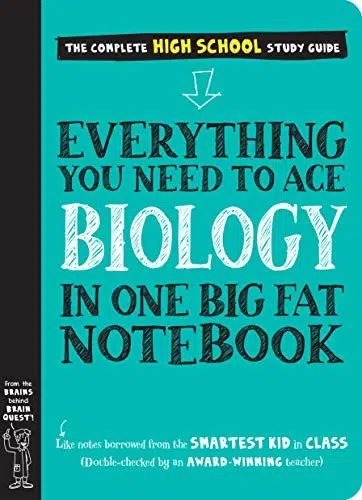 THE COMPLETE HIGH SCHOOL STUDY GUIDE
EVERYTHING
YOU NEED TO ACE
BIOLOGY
IN ONE BIG FAT
NOTEBOOK
From the
BRAINS
behind
BRAIN
QUEST!
Like notes borrowed from the SMARTEST KID in CLASS
(Double-checked by an AWARD-WINNING teacher)